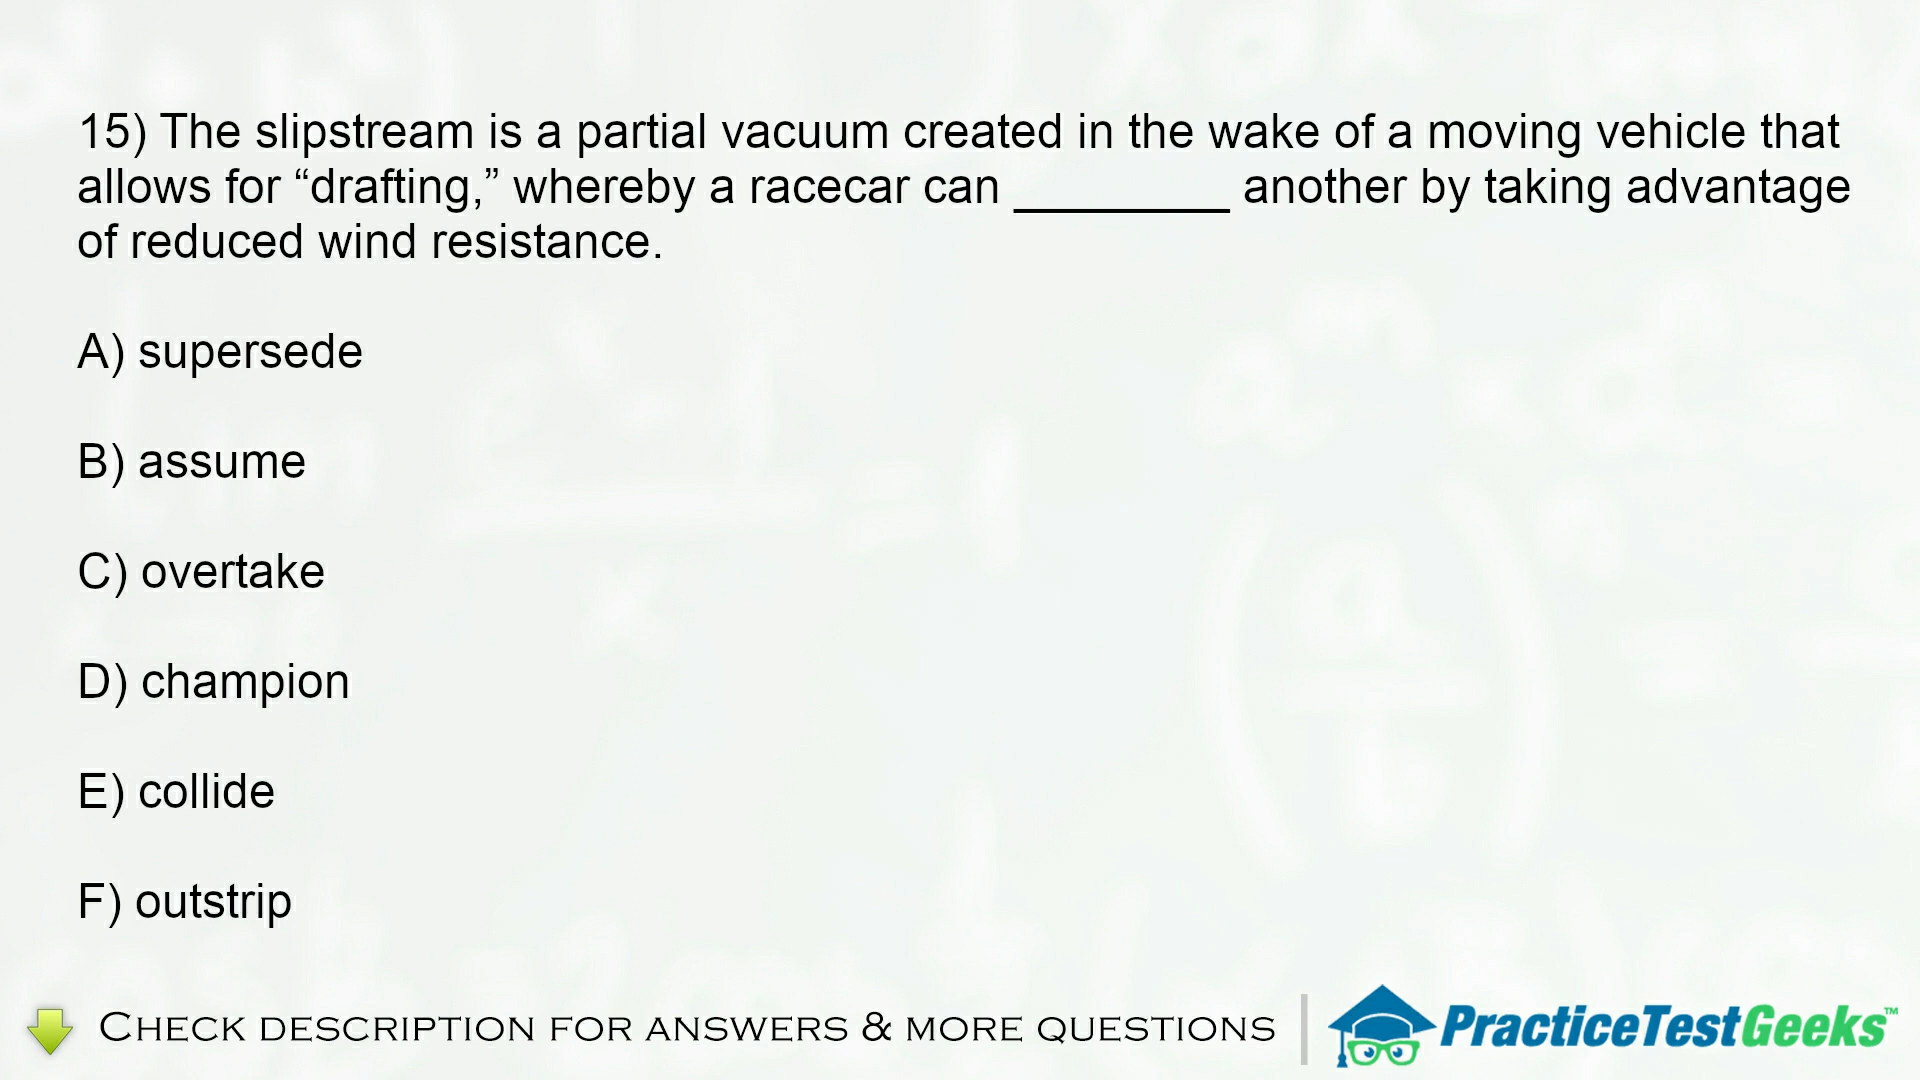 15) The slipstream is a partial vacuum created in the wake of a moving vehicle that
allows for “drafting,” whereby a racecar can _________ another by taking advantage
of reduced wind resistance.
A) supersede
B) assume
C) overtake
D) champion
E) collide
F) outstrip
CHECK DESCRIPTION FOR ANSWERS & MORE QUESTIONS
PracticeTestGeeks™